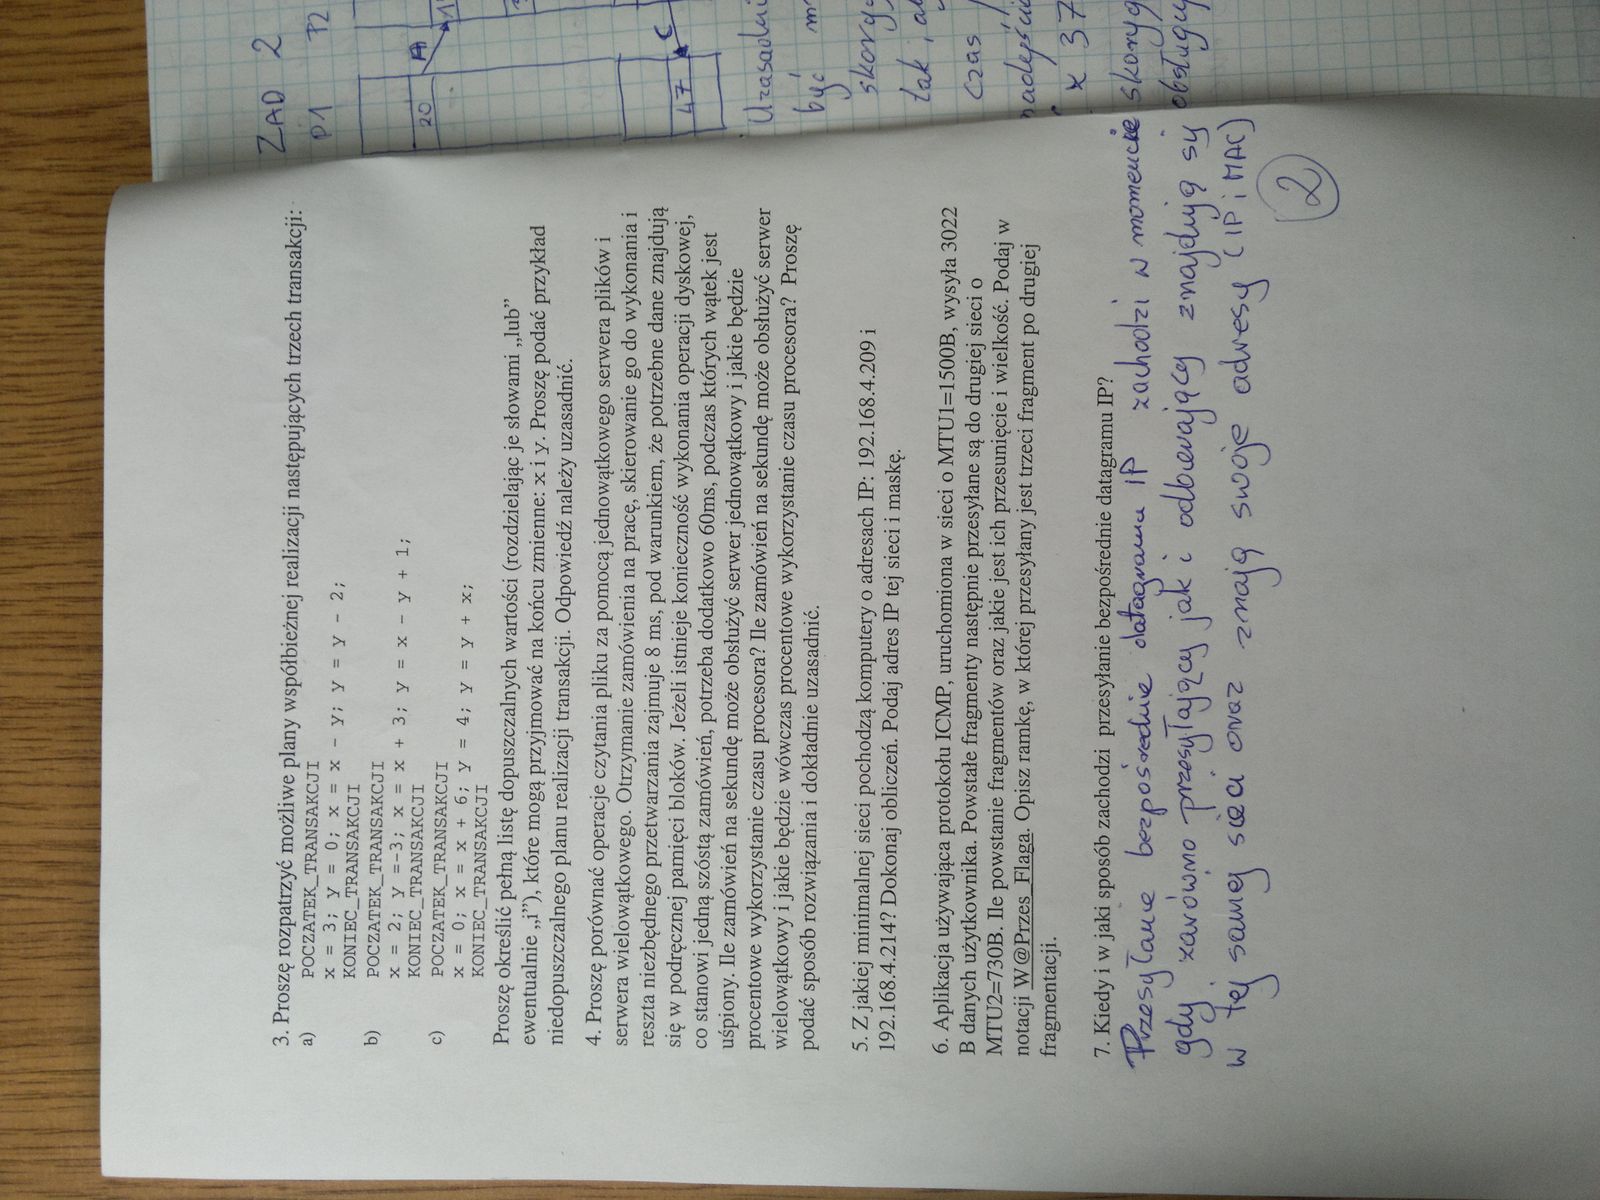 3. Proszę rozpatrzyć możliwe plany współbieżnej realizacji następujących trzech transakcji:
a) POCZATEK_TRANSAKCJI
x = 3; y = 0; x = x - y; y = y - 2;
KONIEC_TRANSAKCJI
b) POCZATEK_TRANSAKCJI
x = 2; y =-3; x = x + 3; y = x - y + 1;
KONIEC_TRANSAKCJI
c) POCZATEK_TRANSAKCJI
x = 0; x = x + 6; y = 4; y = y + x;
KONIEC_TRANSAKCJI
Proszę określić pełną listę dopuszczalnych wartości (rozdzielając je słowami „lub”
ewentualnie „i”), które mogą przyjmować na końcu zmienne: x i y. Proszę podać przykład
niedopuszczalnego planu realizacji transakcji. Odpowiedź należy uzasadnić.
4. Proszę porównać operacje czytania pliku za pomocą jednowątkowego serwera plików i
serwera wielowątkowego. Otrzymanie zamówienia na pracę, skierowanie go do wykonania i
reszta niezbędnego przetwarzania zajmuje 8 ms, pod warunkiem, że potrzebne dane znajdują
się w podręcznej pamięci bloków. Jeżeli istnieje konieczność wykonania operacji dyskowej,
co stanowi jedną szóstą zamówień, potrzeba dodatkowo 60ms, podczas których wątek jest
uśpiony. Ile zamówień na sekundę może obsłużyć serwer jednowątkowy i jakie będzie
procentowe wykorzystanie czasu procesora? Ile zamówień na sekundę może obsłużyć serwer
wielowątkowy i jakie będzie wówczas procentowe wykorzystanie czasu procesora? Proszę
podać sposób rozwiązania i dokładnie uzasadnić.
5. Z jakiej minimalnej sieci pochodzą komputery o adresach IP: 192.168.4.209 i
192.168.4.214? Dokonaj obliczeń. Podaj adres IP tej sieci i maskę.
6. Aplikacja używająca protokołu ICMP, uruchomiona w sieci o MTU1=1500B, wysyła 3022
B danych użytkownika. Powstałe fragmenty następnie przesyłane są do drugiej sieci o
MTU2=730B. Ile powstanie fragmentów oraz jakie jest ich przesunięcie i wielkość. Podaj w
notacji W@Przes_Flaga. Opisz ramkę, w której przesyłany jest trzeci fragment po drugiej
fragmentacji.
7. Kiedy i w jaki sposób zachodzi przesyłanie bezpośrednie datagramu IP?
Przesyłanie bezpośrednie datagramu IP zachodzi w momencie
gdy zarówno przesyłający jak i odbierający znajdują się
w tej samej sieci oraz znają swoje adresy (IP i MAC)
2
ZAD 2
P1 P2
20 A
47 C
być
tak,
czas
x 37